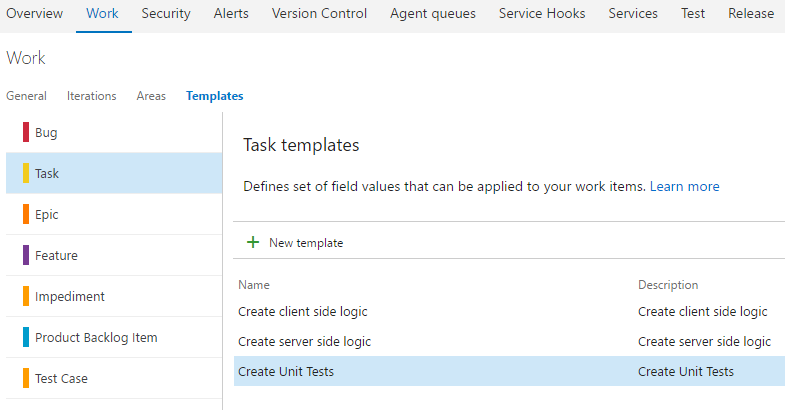 Overview Work Security Alerts Version Control Agent queues Service Hooks Services Test Release
Work
General Iterations Areas Templates
Bug
Task
Epic
Feature
Impediment
Product Backlog Item
Test Case
Task templates
Defines set of field values that can be applied to your work items. Learn more
New template
Name Description
Create client side logic Create client side logic
Create server side logic Create server side logic
Create Unit Tests Create Unit Tests